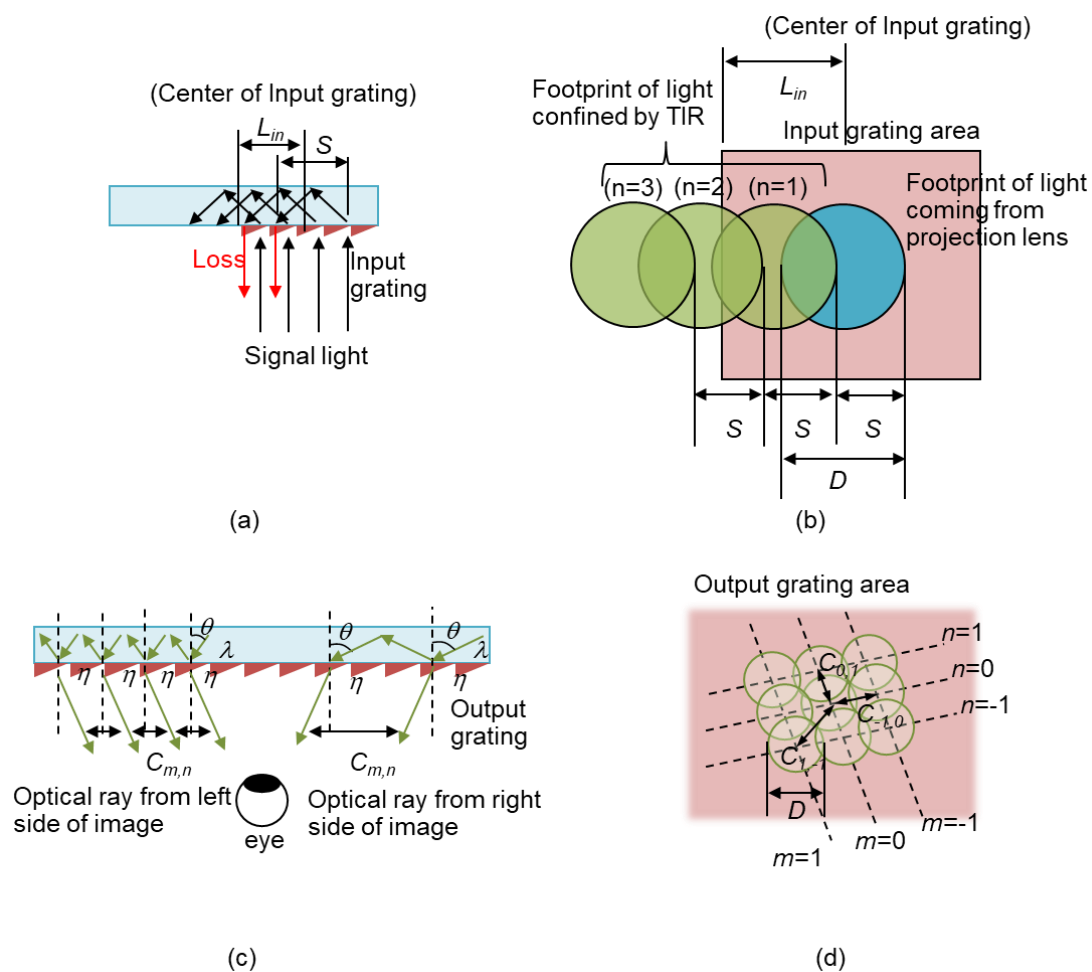 (Center of Input grating)
L_in
S
Loss
Input
grating
Signal light
(a)
(Center of Input grating)
L_in
Footprint of light
confined by TIR
Input grating area
(n=3)
(n=2)
(n=1)
Footprint of light
coming from
projection lens
S
S
S
D
(b)
θ
λ
θ
θ
λ
η
η
η
η
η
η
Output
grating
C_m,n
C_m,n
Optical ray from left
side of image
eye
Optical ray from right
side of image
(c)
Output grating area
n=1
n=0
n=-1
C_0,1
C_-1,0
C_1,-1
D
m=-1
m=0
m=1
(d)